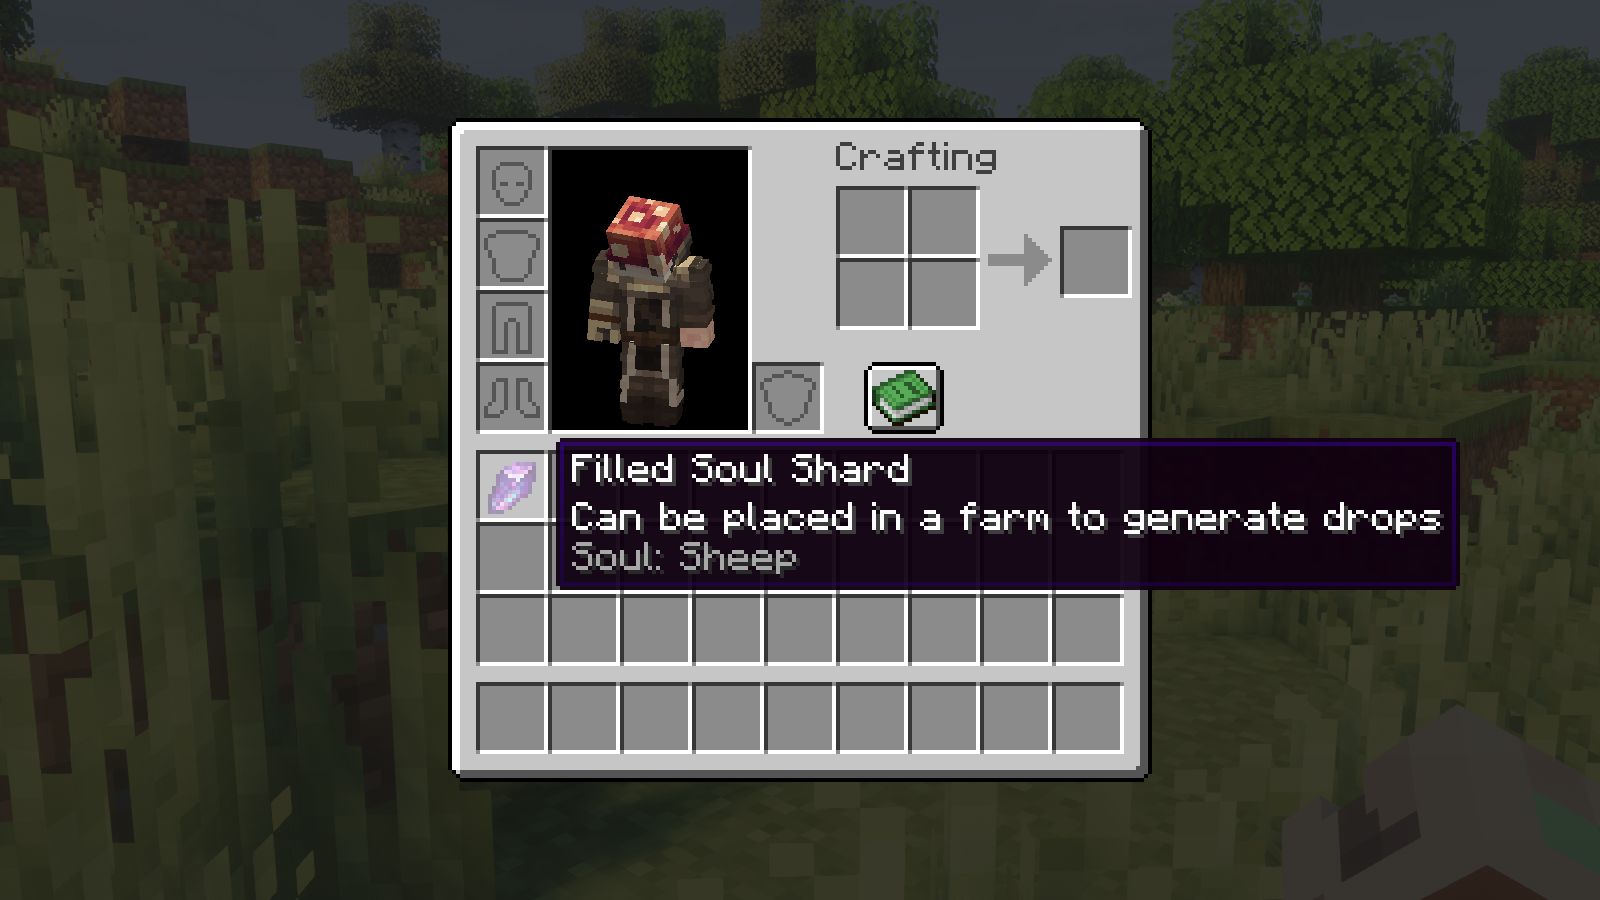 Crafting
Filled Soul Shard
Can be placed in a farm to generate drops
Soul: Sheep